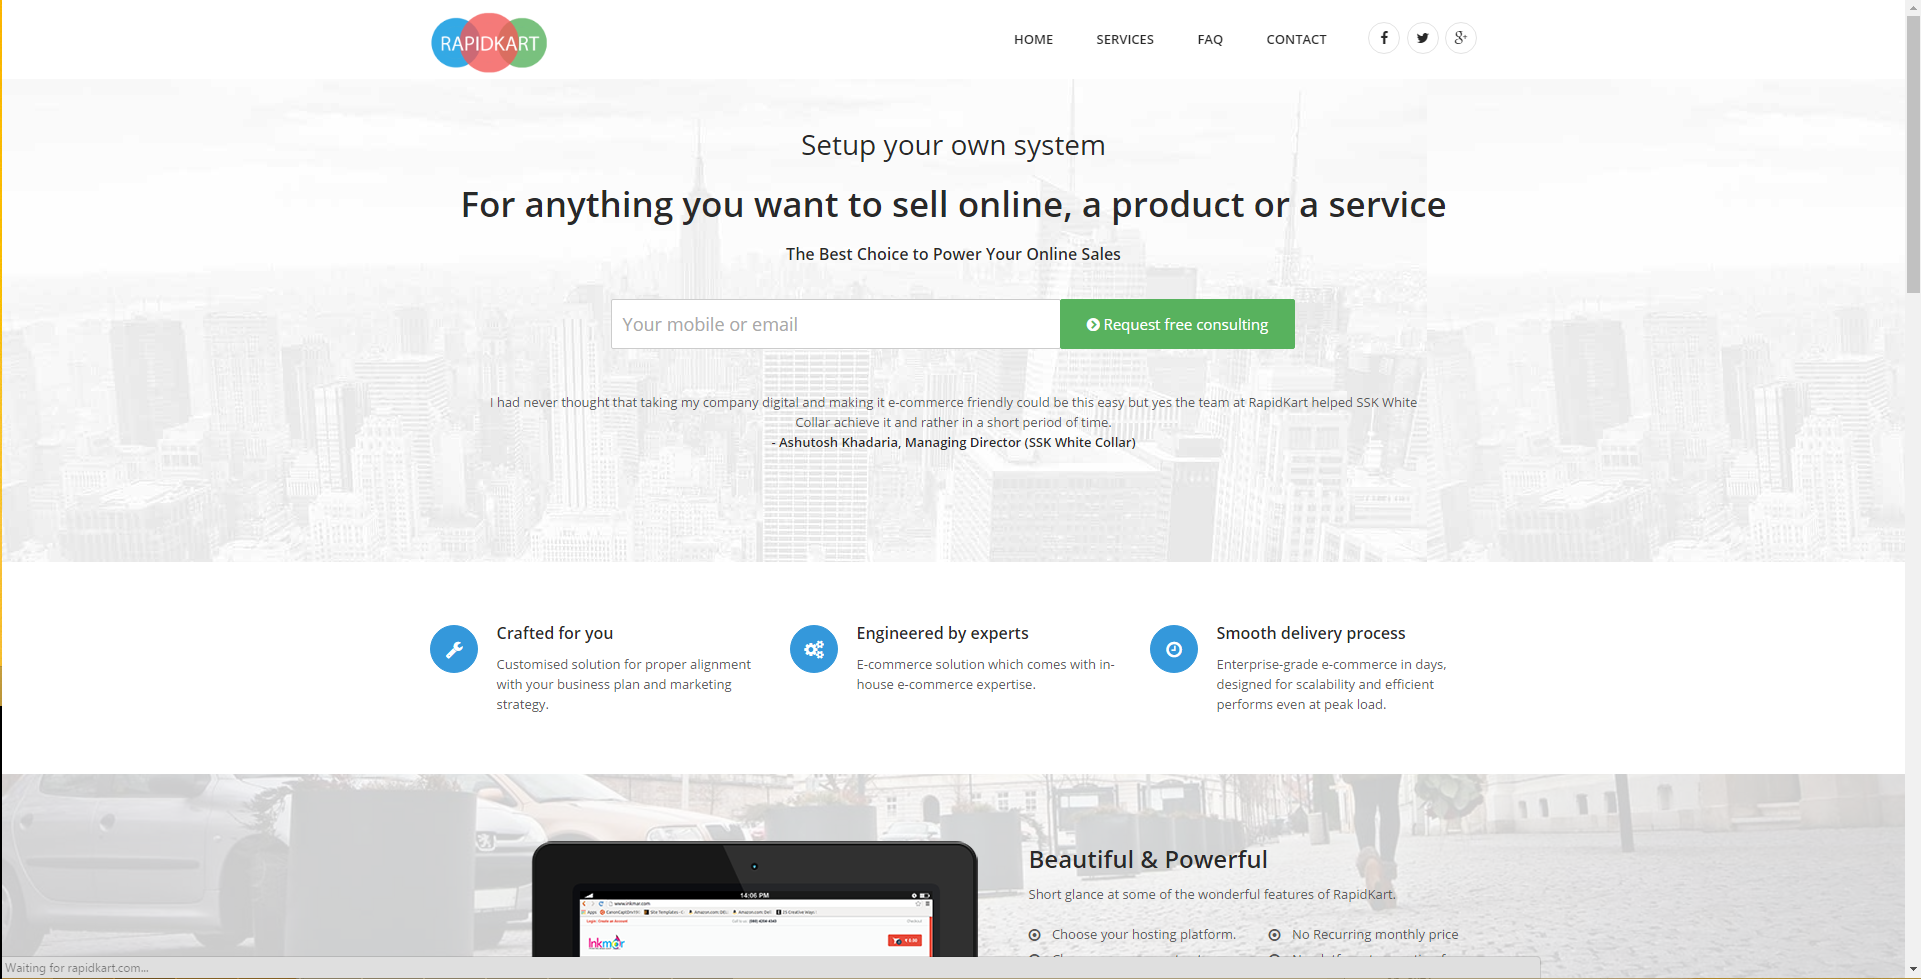 RAPIDKART
HOME SERVICES FAQ CONTACT
Setup your own system
For anything you want to sell online, a product or a service
The Best Choice to Power Your Online Sales
Your mobile or email
Request free consulting
I had never thought that taking my company digital and making it e-commerce friendly could be this easy but yes the team at RapidKart helped SSK White
Collar achieve it and rather in a short period of time.
- Ashutosh Khadaria, Managing Director (SSK White Collar)
Crafted for you
Customised solution for proper alignment
with your business plan and marketing
strategy.
Engineered by experts
E-commerce solution which comes with in-
house e-commerce expertise.
Smooth delivery process
Enterprise-grade e-commerce in days,
designed for scalability and efficient
performs even at peak load.
14:06 PM
www.inkmar.com
Inkmar
Beautiful & Powerful
Short glance at some of the wonderful features of RapidKart.
Choose your hosting platform.
No Recurring monthly price
Waiting for rapidkart.com...